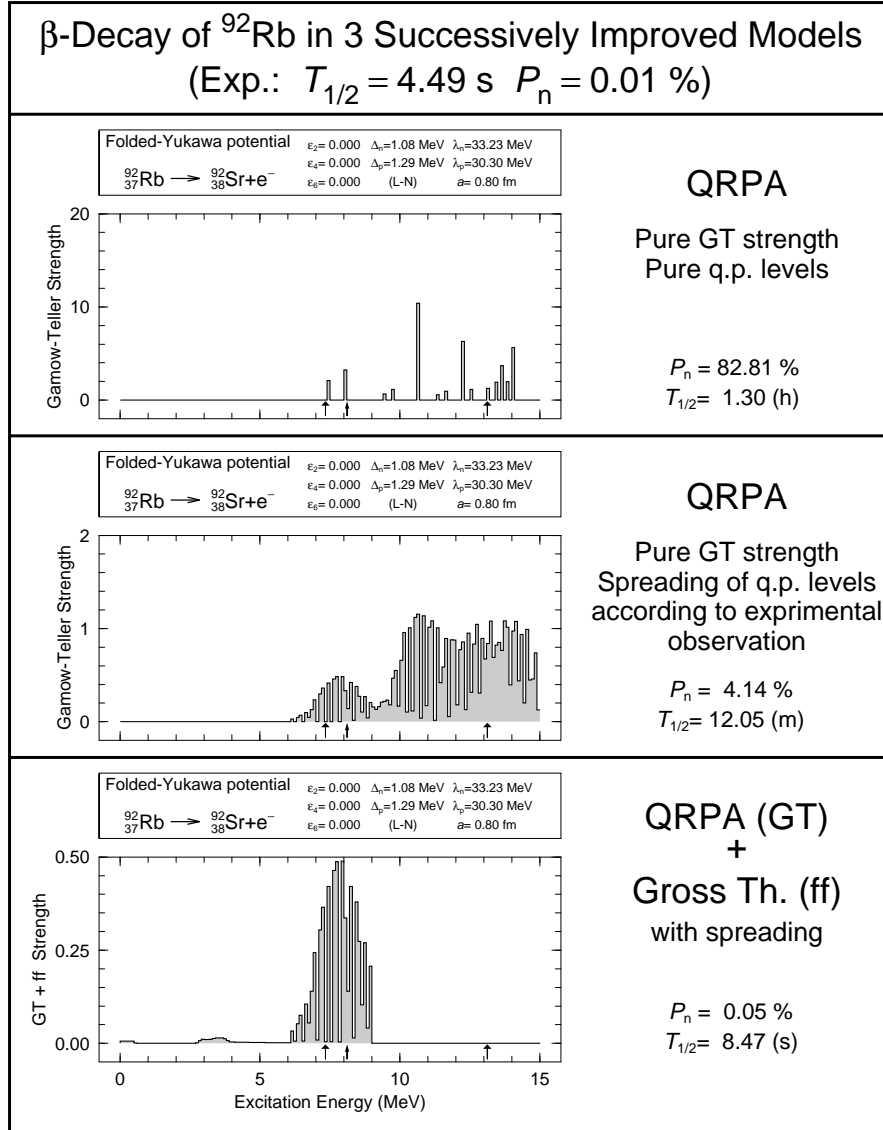 β-Decay of ⁹²Rb in 3 Successively Improved Models
(Exp.: T₁/₂ = 4.49 s Pₙ = 0.01 %)
Folded-Yukawa potential ε₂= 0.000 Δₙ=1.08 MeV λₙ=33.23 MeV
ε₄= 0.000 Δₚ=1.29 MeV λₚ=30.30 MeV
⁹²₃₇Rb → ⁹²₃₈Sr+e⁻ ε₆= 0.000 (L-N) a= 0.80 fm
20
10
0
Gamow-Teller Strength
QRPA
Pure GT strength
Pure q.p. levels
Pₙ = 82.81 %
T₁/₂= 1.30 (h)
Folded-Yukawa potential ε₂= 0.000 Δₙ=1.08 MeV λₙ=33.23 MeV
ε₄= 0.000 Δₚ=1.29 MeV λₚ=30.30 MeV
⁹²₃₇Rb → ⁹²₃₈Sr+e⁻ ε₆= 0.000 (L-N) a= 0.80 fm
2
1
0
Gamow-Teller Strength
QRPA
Pure GT strength
Spreading of q.p. levels
according to exprimental
observation
Pₙ = 4.14 %
T₁/₂= 12.05 (m)
Folded-Yukawa potential ε₂= 0.000 Δₙ=1.08 MeV λₙ=33.23 MeV
ε₄= 0.000 Δₚ=1.29 MeV λₚ=30.30 MeV
⁹²₃₇Rb → ⁹²₃₈Sr+e⁻ ε₆= 0.000 (L-N) a= 0.80 fm
0.50
0.25
0.00
GT + ff Strength
0 5 10 15
Excitation Energy (MeV)
QRPA (GT)
+
Gross Th. (ff)
with spreading
Pₙ = 0.05 %
T₁/₂= 8.47 (s)